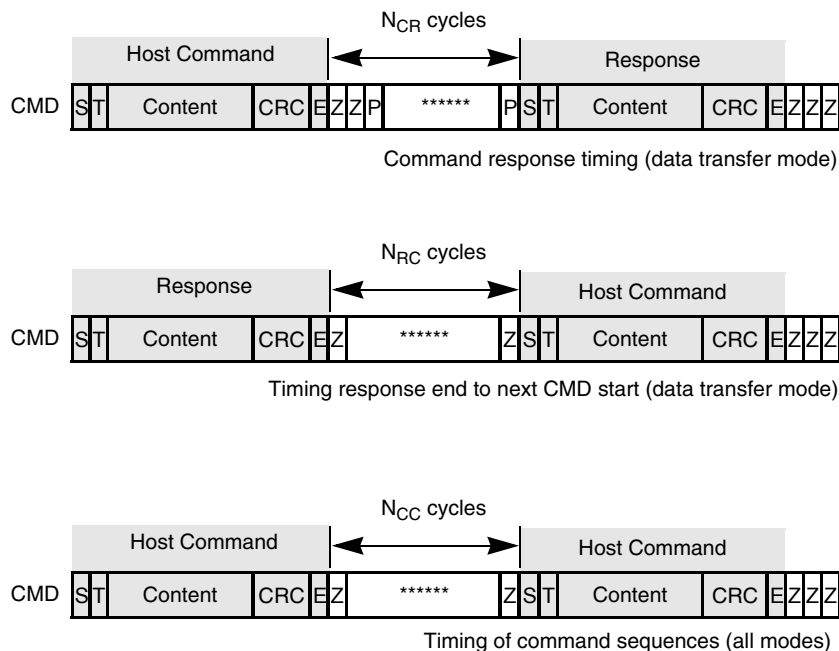 N_CR cycles
Host Command Response
CMD S T Content CRC E Z Z P ****** P S T Content CRC E Z Z Z
Command response timing (data transfer mode)
N_RC cycles
Response Host Command
CMD S T Content CRC E Z ****** Z S T Content CRC E Z Z Z
Timing response end to next CMD start (data transfer mode)
N_CC cycles
Host Command Host Command
CMD S T Content CRC E Z ****** Z S T Content CRC E Z Z Z
Timing of command sequences (all modes)